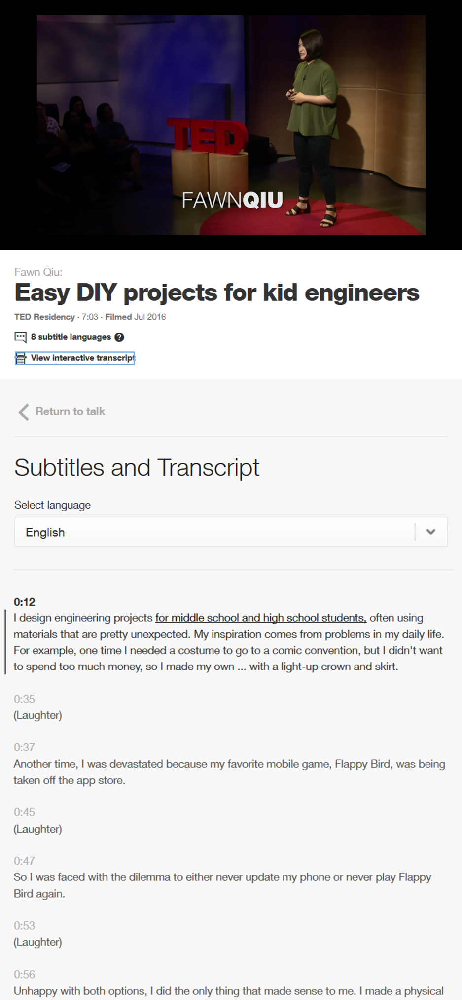 TED
FAWNQIU
Fawn Qiu:
Easy DIY projects for kid engineers
TED Residency · 7:03 · Filmed Jul 2016
8 subtitle languages ?
View interactive transcript
Return to talk
Subtitles and Transcript
Select language
English
0:12
I design engineering projects for middle school and high school students, often using
materials that are pretty unexpected. My inspiration comes from problems in my daily life.
For example, one time I needed a costume to go to a comic convention, but I didn't want
to spend too much money, so I made my own ... with a light-up crown and skirt.
0:35
(Laughter)
0:37
Another time, I was devastated because my favorite mobile game, Flappy Bird, was being
taken off the app store.
0:45
(Laughter)
0:47
So I was faced with the dilemma to either never update my phone or never play Flappy
Bird again.
0:53
(Laughter)
0:56
Unhappy with both options, I did the only thing that made sense to me. I made a physical